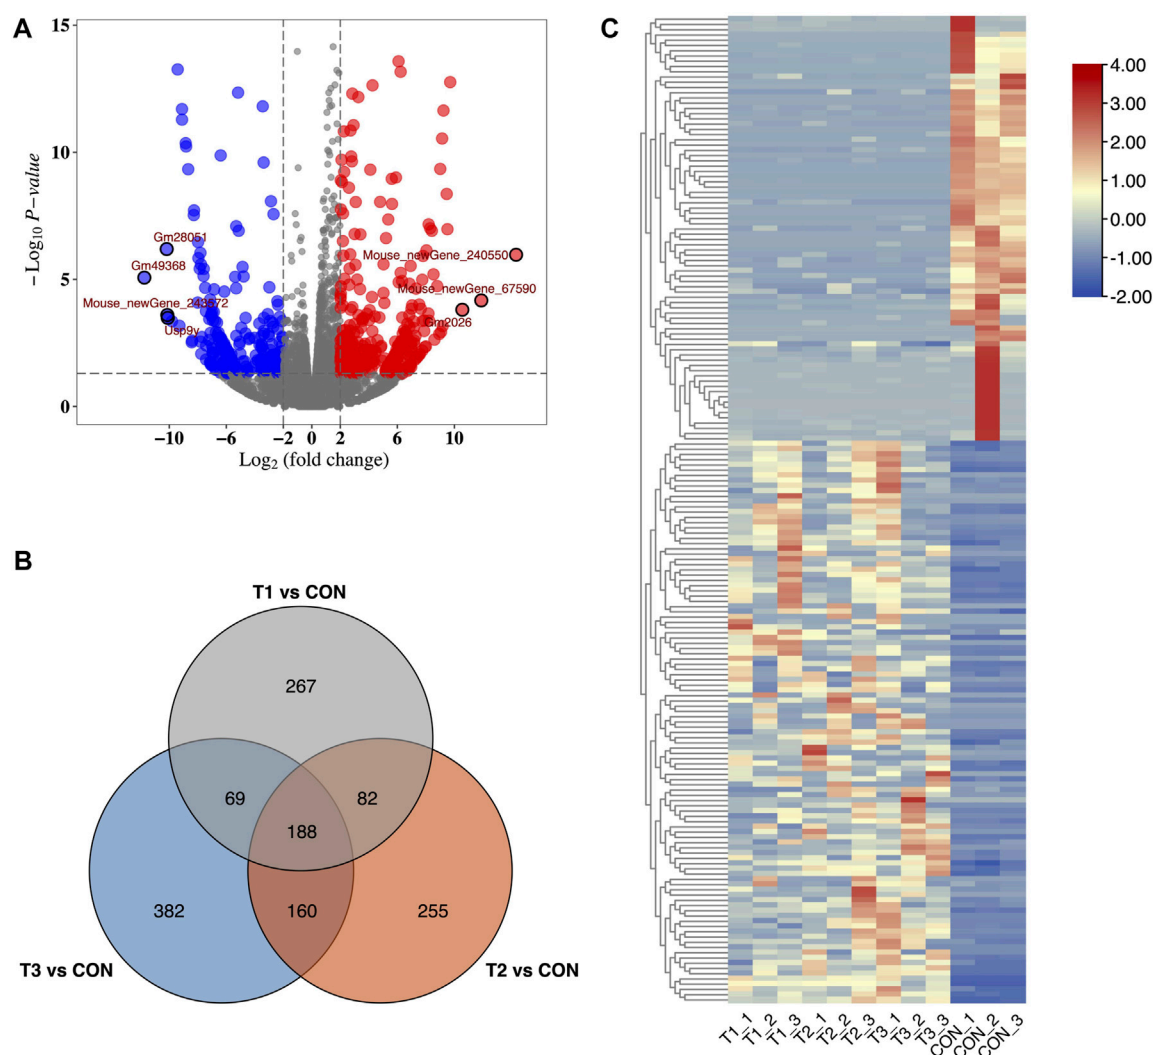 A
15
10
5
0
−Log10 P−value
Gm28051
Gm49368
Mouse_newGene_240550
Mouse_newGene_67590
Gm2026
Usp9y
−10 −6 −2 0 2 6 10
Log2 (fold change)
B
T1 vs CON
267
69
82
188
382
160
255
T3 vs CON
T2 vs CON
C
4.00
3.00
2.00
1.00
0.00
-1.00
-2.00
T1_1
T1_2
T1_3
T2_1
T2_2
T2_3
T3_1
T3_2
T3_3
CON_1
CON_2
CON_3